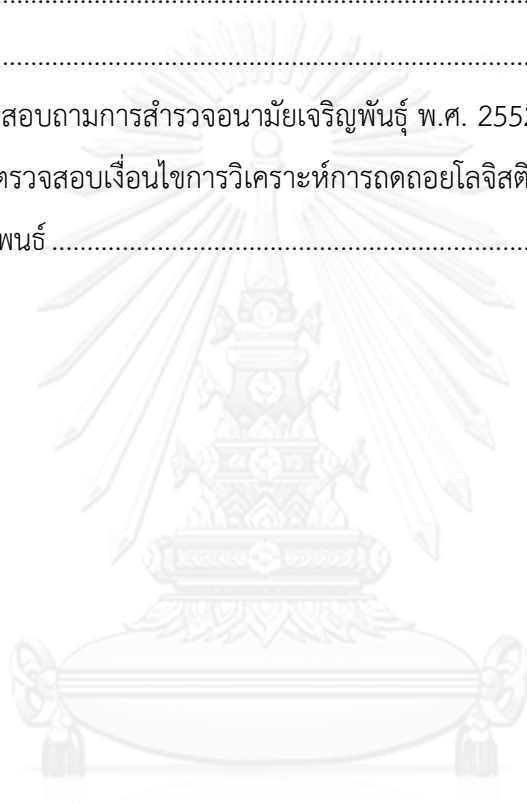 ................................................................................
................................................................................
สอบถามการสำรวจอนามัยเจริญพันธุ์ พ.ศ. 2552
ตรวจสอบเงื่อนไขการวิเคราะห์การถดถอยโลจิสติ
พนธ์ ................................................................................